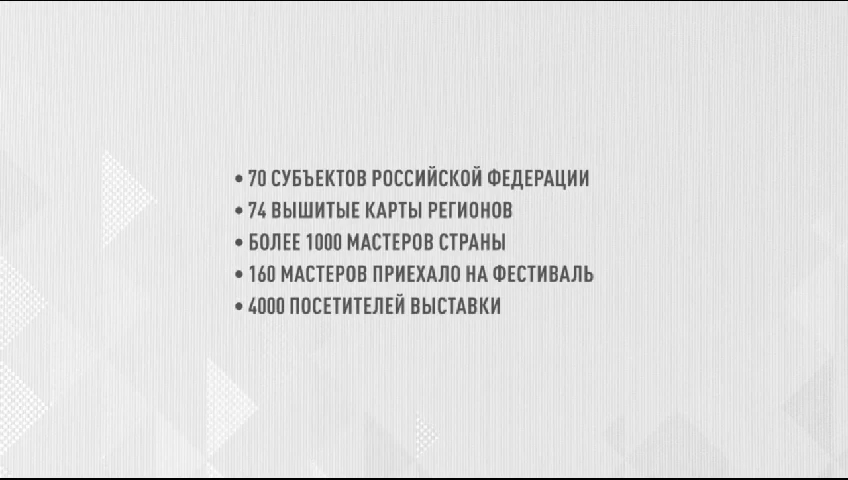 • 70 СУБЪЕКТОВ РОССИЙСКОЙ ФЕДЕРАЦИИ
• 74 ВЫШИТЫЕ КАРТЫ РЕГИОНОВ
• БОЛЕЕ 1000 МАСТЕРОВ СТРАНЫ
• 160 МАСТЕРОВ ПРИЕХАЛО НА ФЕСТИВАЛЬ
• 4000 ПОСЕТИТЕЛЕЙ ВЫСТАВКИ